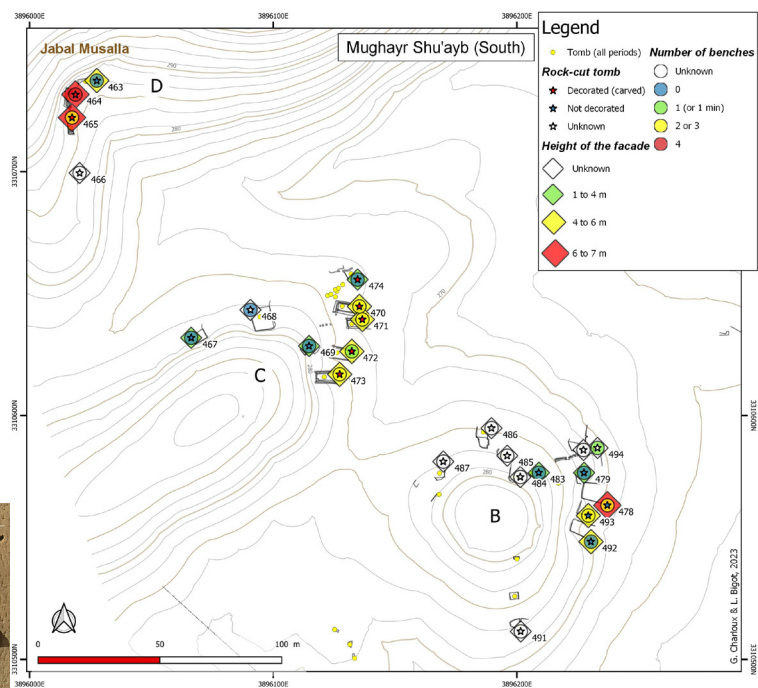 3896000E
3896100E
3896200E
Jabal Musalla
Mughayr Shu'ayb (South)
Legend
Tomb (all periods)
Rock-cut tomb
Decorated (carved)
Not decorated
Unknown
Height of the facade
Unknown
1 to 4 m
4 to 6 m
6 to 7 m
Number of benches
Unknown
0
1 (or 1 min)
2 or 3
4
290
463
D
464
465
280
466
3310700N
270
474
470
468
471
467
469
472
280
C
473
3310600N
3310600N
486
485
494
487
280
484
483
479
478
B
493
492
491
G. Charloux & L. Bigot, 2023
0
50
100 m
3310500N
3310500N
3896000E
3896100E
3896200E